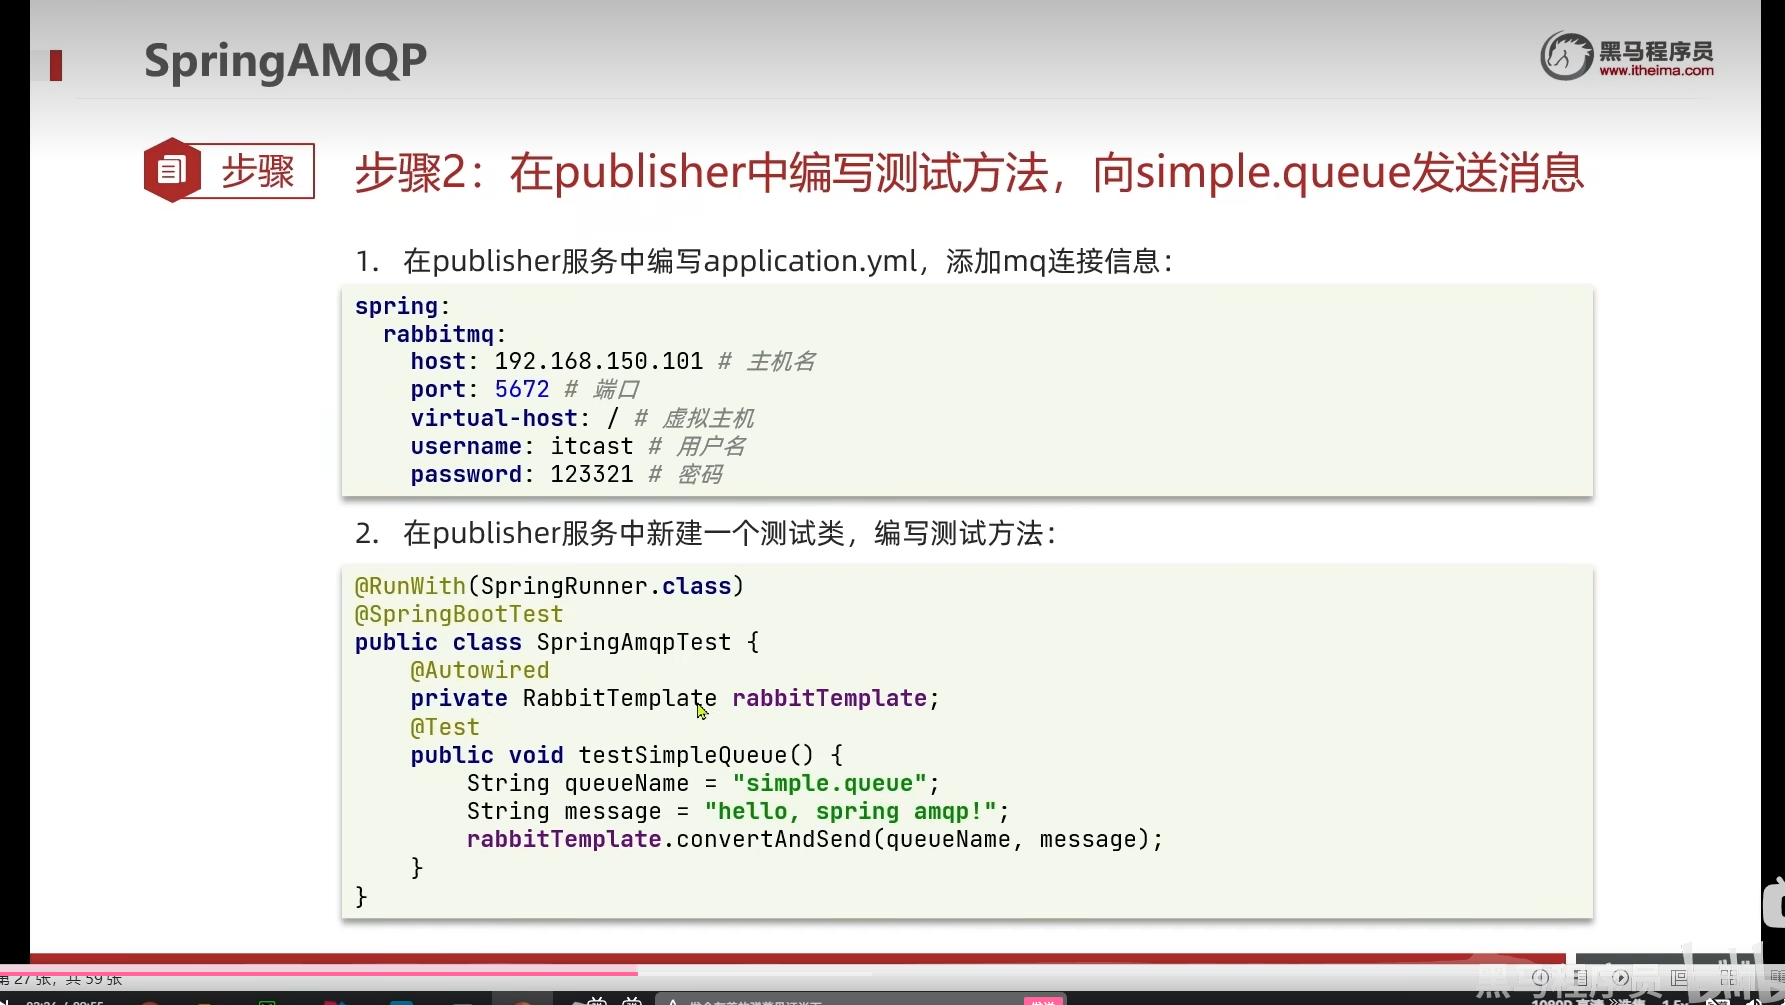 SpringAMQP
黑马程序员
www.itheima.com
步骤
步骤2：在publisher中编写测试方法，向simple.queue发送消息
1. 在publisher服务中编写application.yml，添加mq连接信息：
spring:
  rabbitmq:
    host: 192.168.150.101 # 主机名
    port: 5672 # 端口
    virtual-host: / # 虚拟主机
    username: itcast # 用户名
    password: 123321 # 密码
2. 在publisher服务中新建一个测试类，编写测试方法：
@RunWith(SpringRunner.class)
@SpringBootTest
public class SpringAmqpTest {
    @Autowired
    private RabbitTemplate rabbitTemplate;
    @Test
    public void testSimpleQueue() {
        String queueName = "simple.queue";
        String message = "hello, spring amqp!";
        rabbitTemplate.convertAndSend(queueName, message);
    }
}
第 27 张，共 59 张
黑马程序员